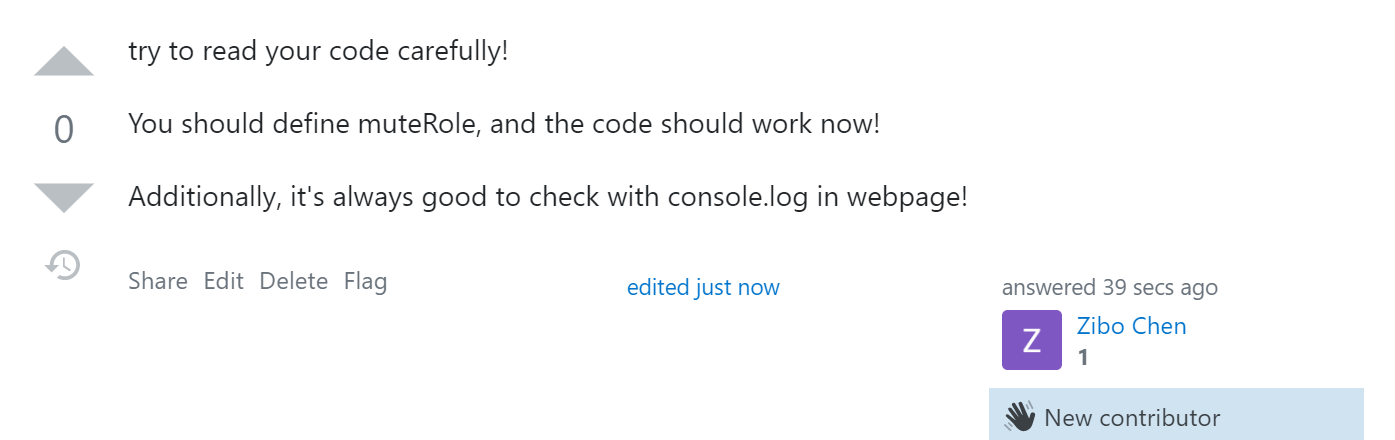 try to read your code carefully!
0
You should define muteRole, and the code should work now!
Additionally, it's always good to check with console.log in webpage!
Share Edit Delete Flag
edited just now
answered 39 secs ago
Z
Zibo Chen
1
New contributor